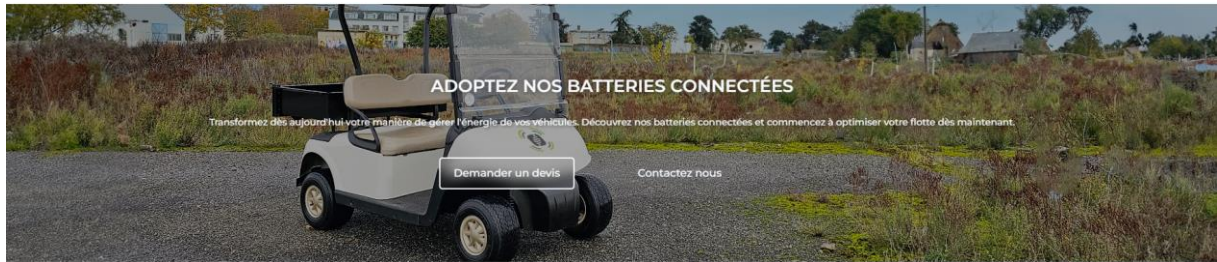 ADOPTEZ NOS BATTERIES CONNECTÉES
Transformez dès aujourd'hui votre manière de gérer l'énergie de vos véhicules. Découvrez nos batteries connectées et commencez à optimiser votre flotte dès maintenant.
Demander un devis
Contactez nous